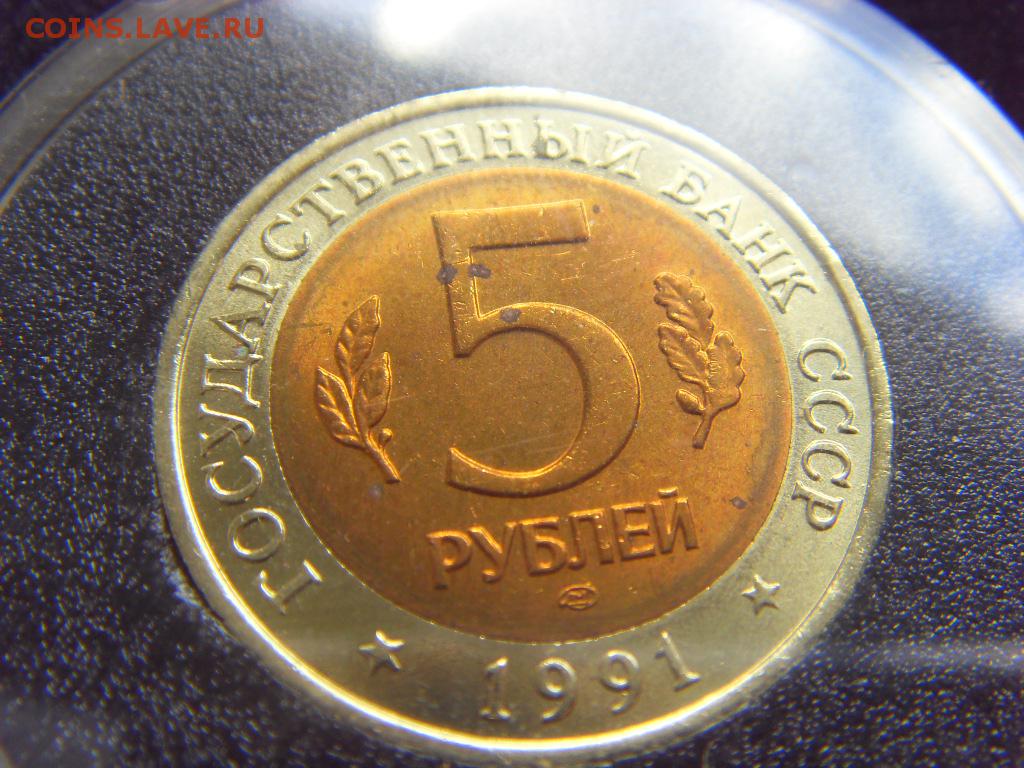 COINS.LAVE.RU
ГОСУДАРСТВЕННЫЙ БАНК СССР
5
РУБЛЕЙ
1991